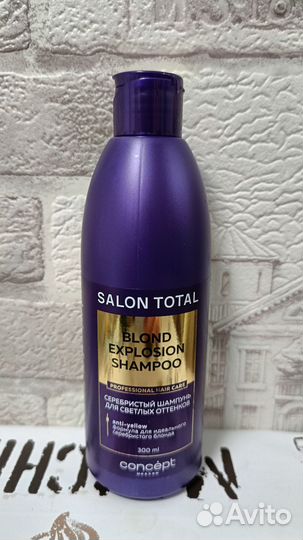 SALON TOTAL
BLOND
EXPLOSION
SHAMPOO
PROFESSIONAL HAIR CARE
СЕРЕБРИСТЫЙ ШАМПУНЬ
ДЛЯ СВЕТЛЫХ ОТТЕНКОВ
anti-yellow
формула для идеального
серебристого блонда
300 ml
concépt
Avito